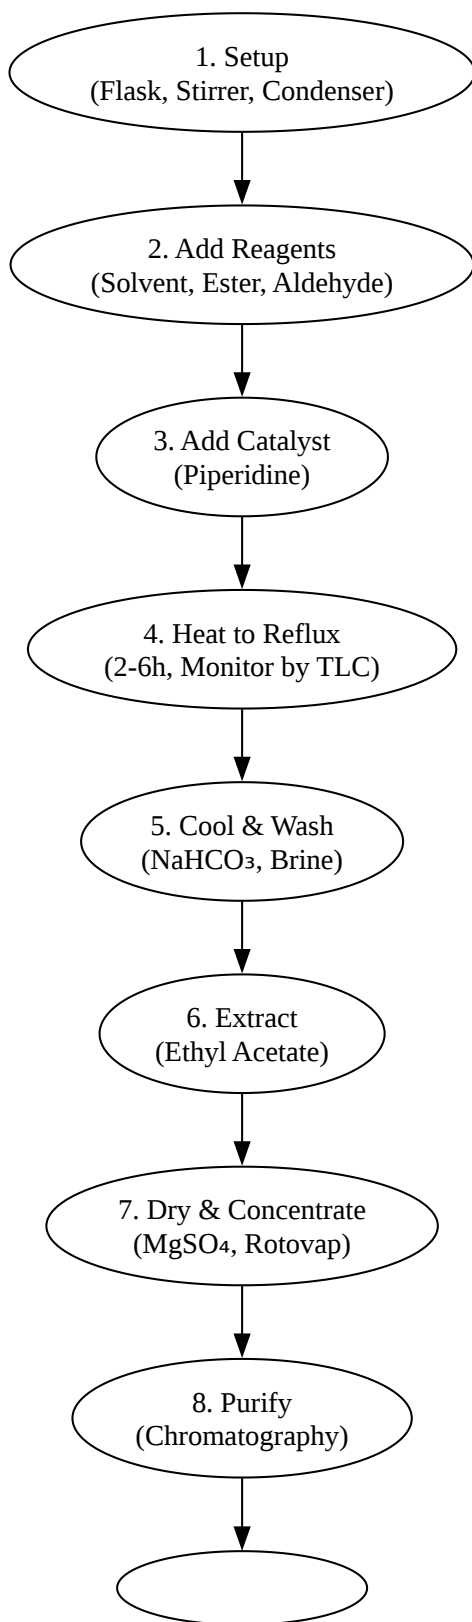 1. Setup
(Flask, Stirrer, Condenser)
2. Add Reagents
(Solvent, Ester, Aldehyde)
3. Add Catalyst
(Piperidine)
4. Heat to Reflux
(2-6h, Monitor by TLC)
5. Cool & Wash
(NaHCO₃, Brine)
6. Extract
(Ethyl Acetate)
7. Dry & Concentrate
(MgSO₄, Rotovap)
8. Purify
(Chromatography)